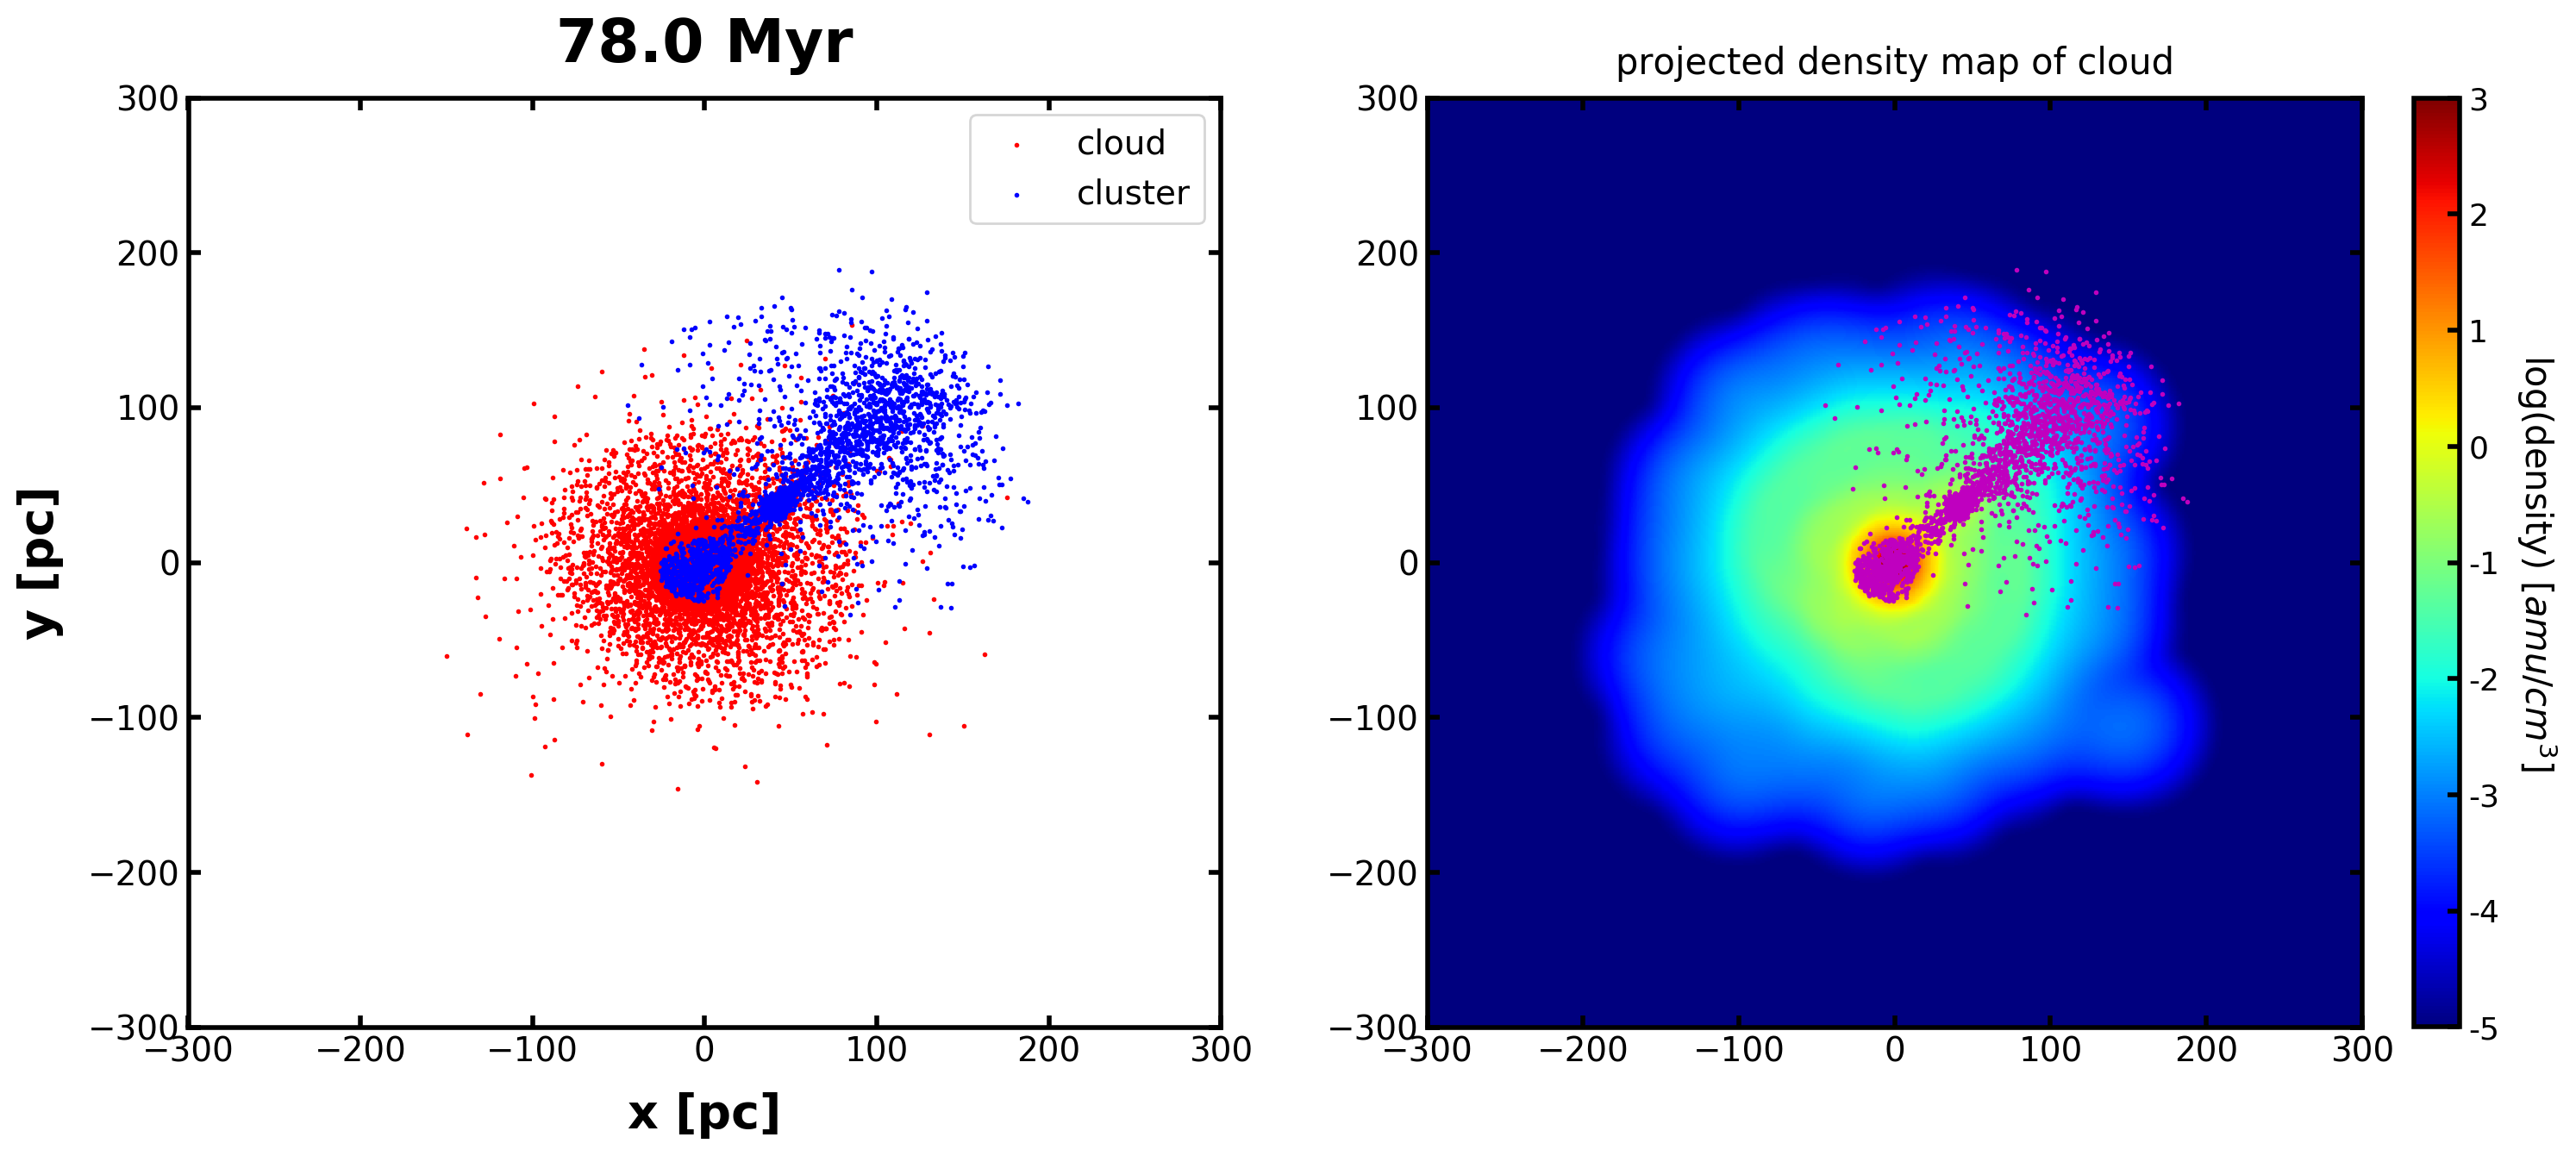 78.0 Myr
projected density map of cloud
cloud
cluster
300
200
100
0
−100
−200
−300
y [pc]
−300 −200 −100 0 100 200 300
x [pc]
300
200
100
0
−100
−200
−300
−300 −200 −100 0 100 200 300
3
2
1
0
-1
-2
-3
-4
-5
log(density) [amu/cm³]